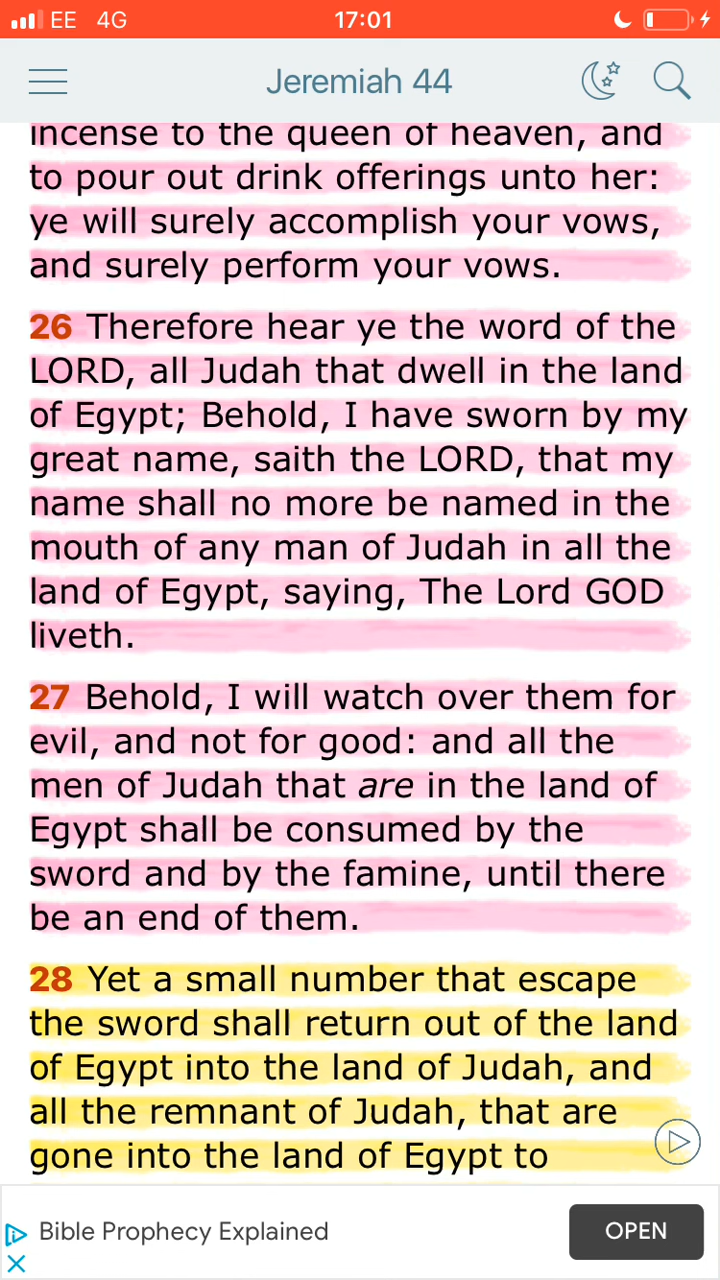 EE 4G 17:01
Jeremiah 44
incense to the queen of heaven, and
to pour out drink offerings unto her:
ye will surely accomplish your vows,
and surely perform your vows.
26 Therefore hear ye the word of the
LORD, all Judah that dwell in the land
of Egypt; Behold, I have sworn by my
great name, saith the LORD, that my
name shall no more be named in the
mouth of any man of Judah in all the
land of Egypt, saying, The Lord GOD
liveth.
27 Behold, I will watch over them for
evil, and not for good: and all the
men of Judah that are in the land of
Egypt shall be consumed by the
sword and by the famine, until there
be an end of them.
28 Yet a small number that escape
the sword shall return out of the land
of Egypt into the land of Judah, and
all the remnant of Judah, that are
gone into the land of Egypt to
Bible Prophecy Explained
OPEN